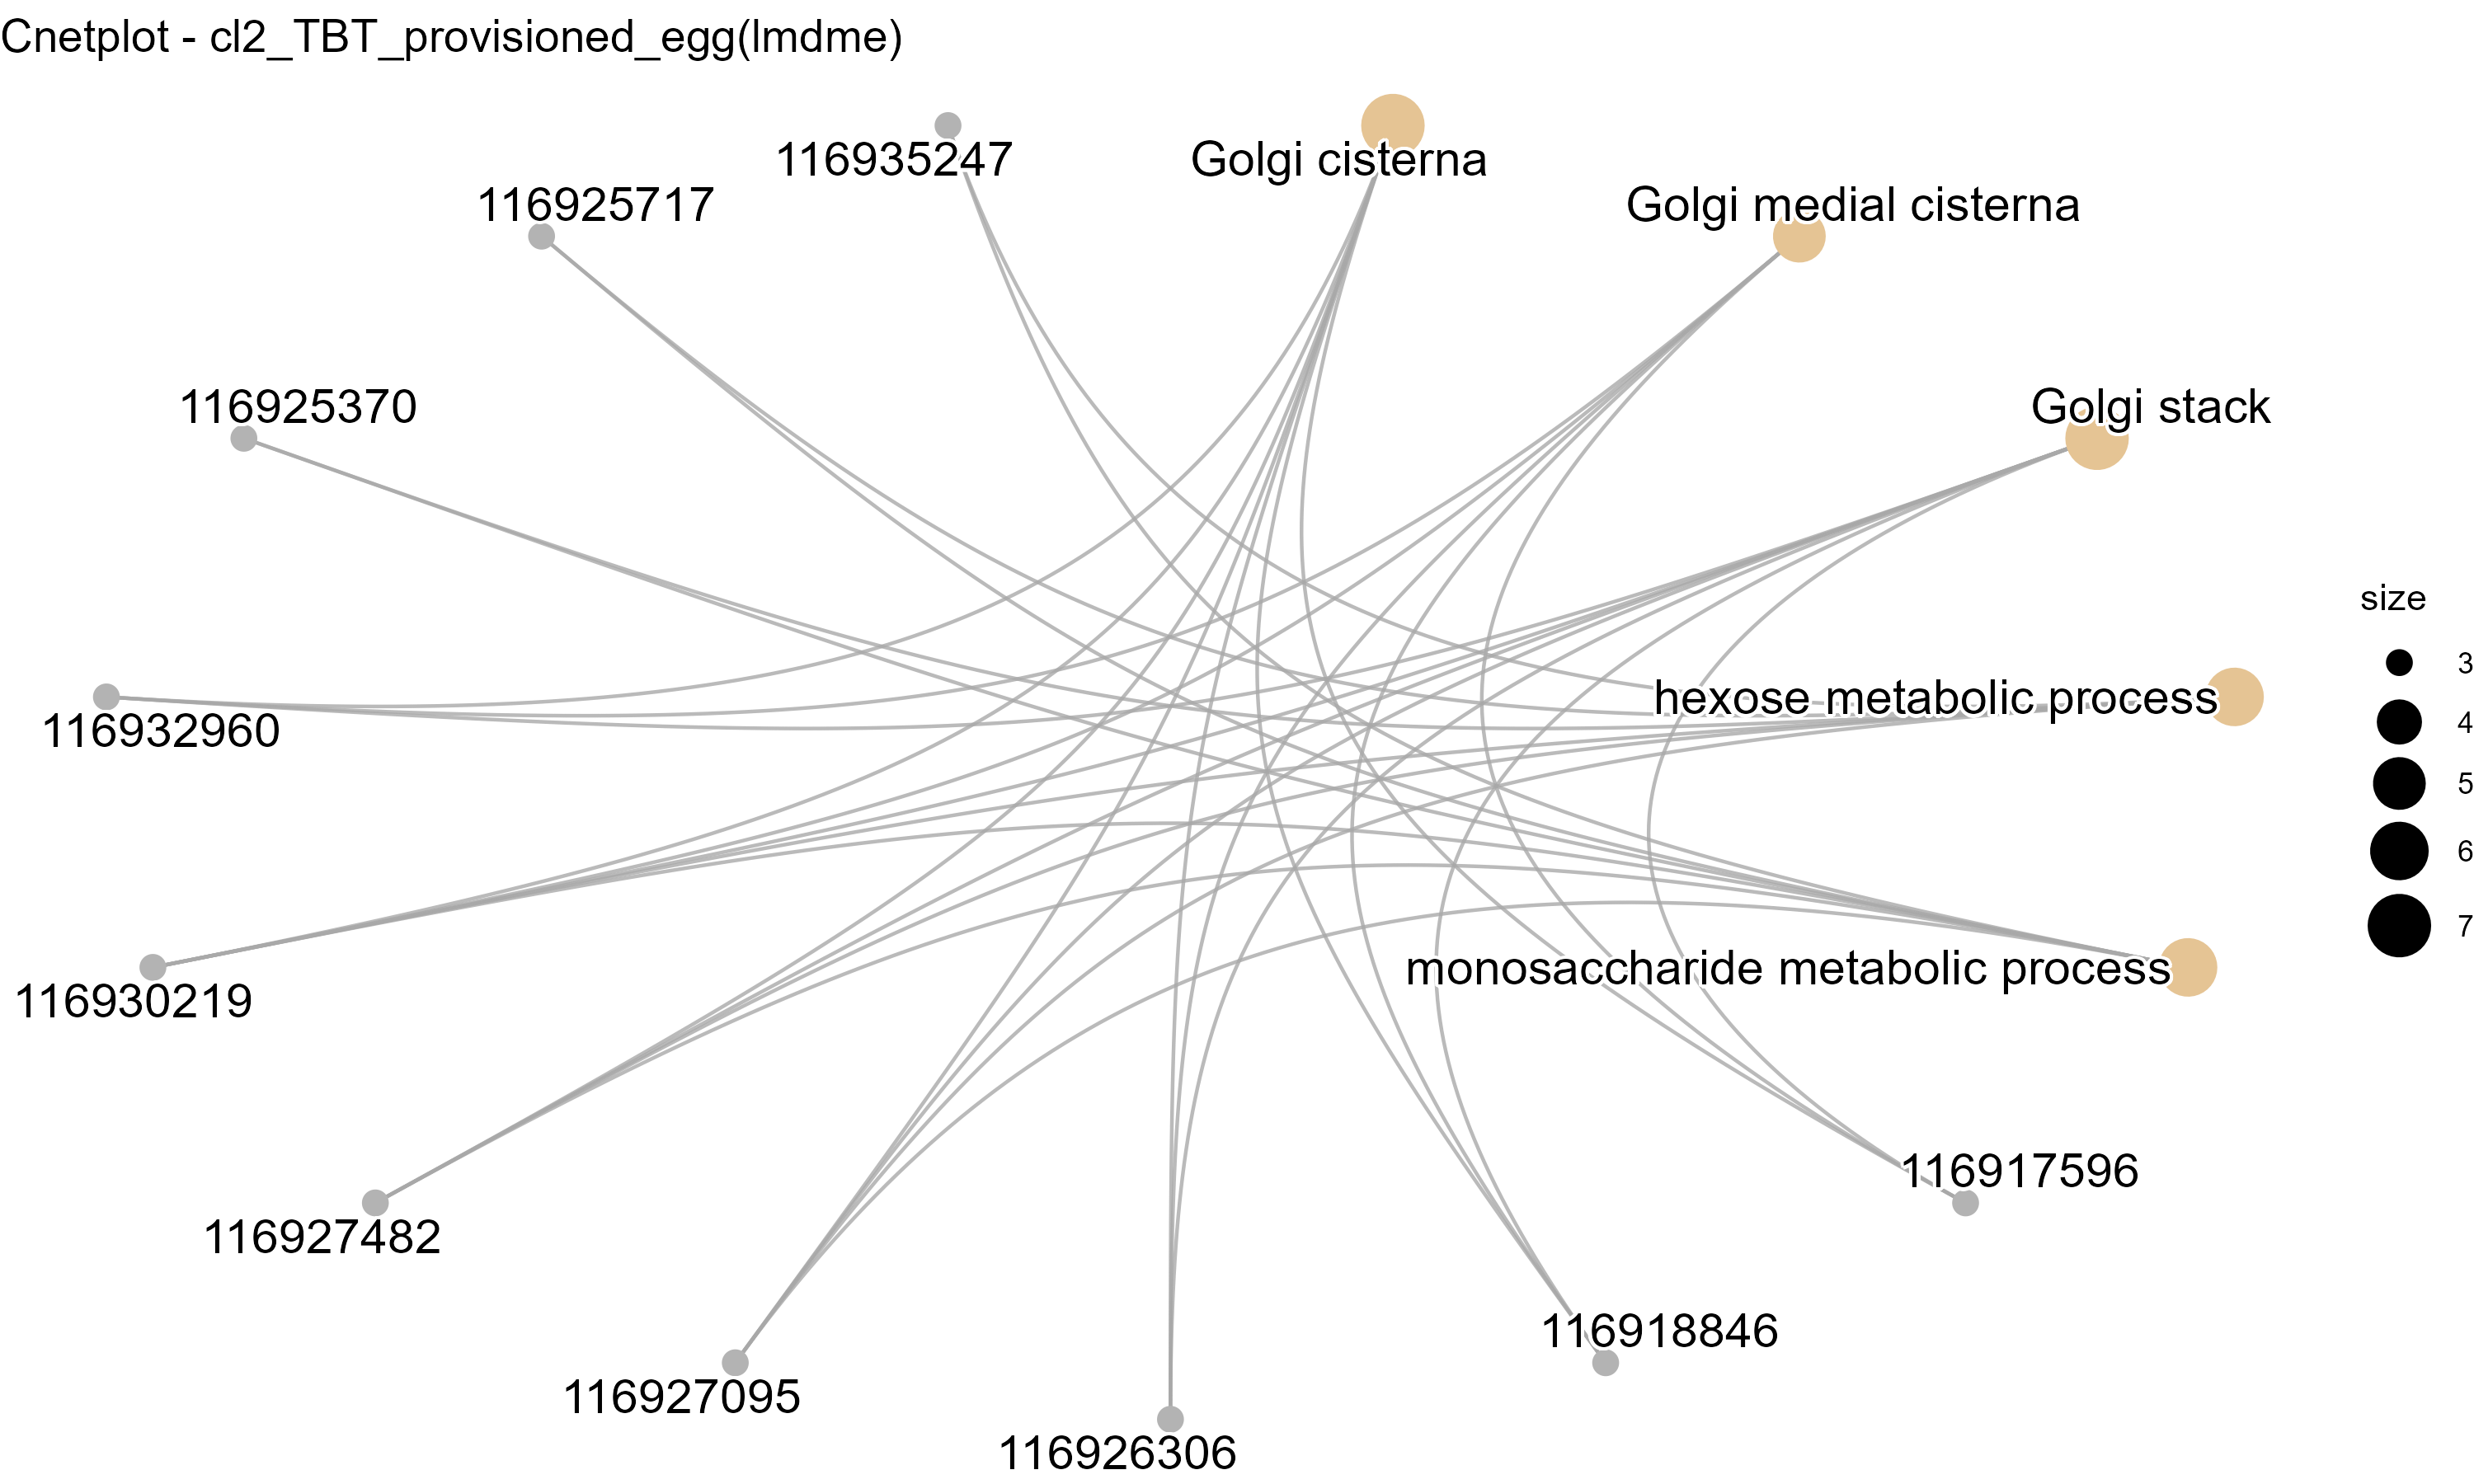 Cnetplot - cl2_TBT_provisioned_egg(lmdme)
116935247
Golgi cisterna
116925717
Golgi medial cisterna
116925370
Golgi stack
size
3
hexose metabolic process
4
116932960
5
6
7
monosaccharide metabolic process
116930219
116917596
116927482
116918846
116927095
116926306